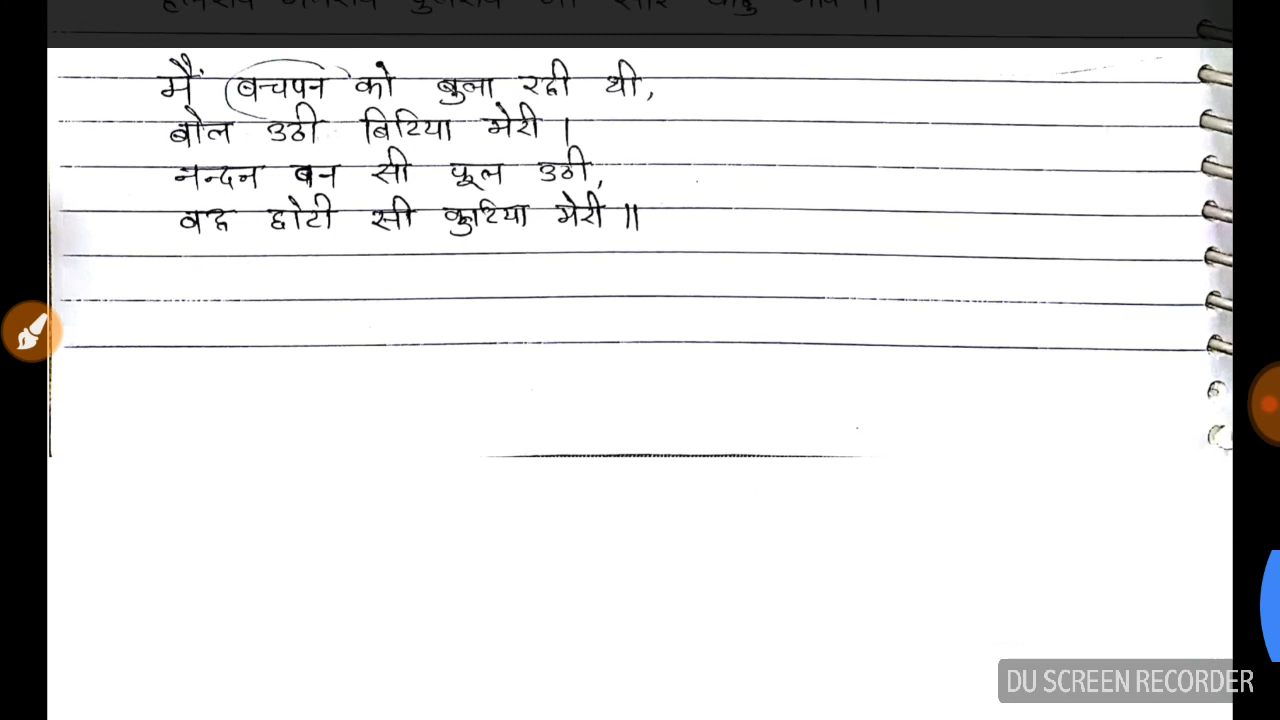 मैं बचपन को बुला रही थी,
बोल उठी बिटिया मेरी ।
नन्दन बन सी फूल उठी,
वह छोटी सी कुटिया मेरी ॥
DU SCREEN RECORDER